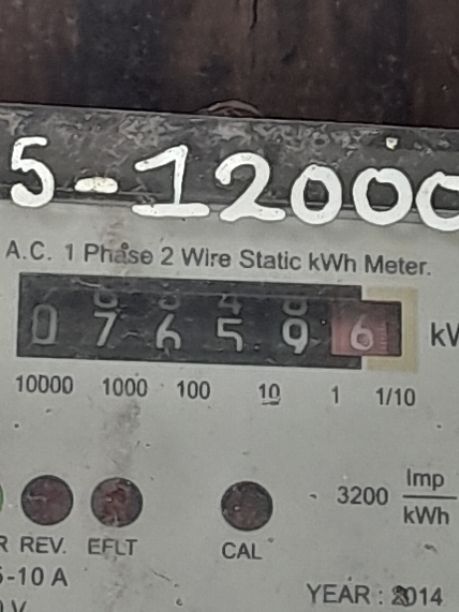 5-12000
A.C. 1 Phase 2 Wire Static kWh Meter.
0 7 6 5 9 6
10000 1000 100 10 1 1/10
3200 Imp/kWh
REV. EFLT CAL
-10 A
YEAR : 2014